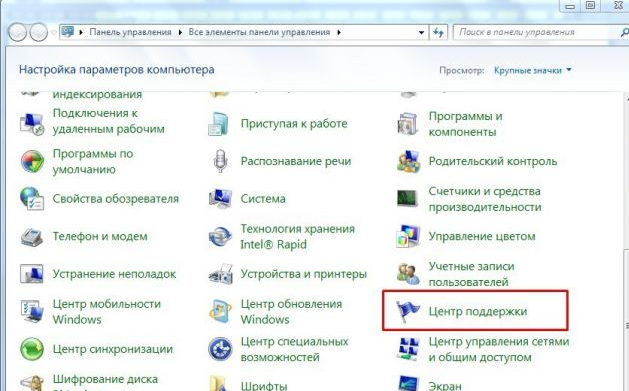 Панель управления ▸ Все элементы панели управления ▸
Поиск в панели управления
Настройка параметров компьютера
Просмотр: Крупные значки
индексирования
Подключения к
удаленным рабочим
Приступая к работе
Программы и
компоненты
Программы по
умолчанию
Распознавание речи
Родительский контроль
Свойства обозревателя
Система
Счетчики и средства
производительности
Телефон и модем
Технология хранения
Intel® Rapid
Управление цветом
Устранение неполадок
Устройства и принтеры
Учетные записи
пользователей
Центр мобильности
Windows
Центр обновления
Windows
Центр поддержки
Центр синхронизации
Центр специальных
возможностей
Центр управления сетями
и общим доступом
Шифрование диска
Шрифты
Экран